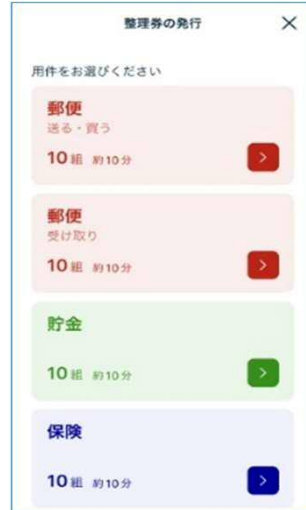 整理券の発行
用件をお選びください
郵便
送る・買う
10組 約10分
郵便
受け取り
10組 約10分
貯金
10組 約10分
保険
10組 約10分